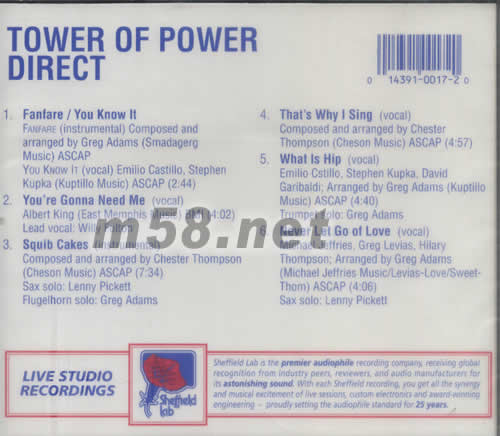 TOWER OF POWER
DIRECT
0 14391-0017-2 0
1. Fanfare / You Know It
FANFARE (instrumental) Composed and
arranged by Greg Adams (Smadagerg
Music) ASCAP
YOU KNOW IT (vocal) Emilio Castillo, Stephen
Kupka (Kuptillo Music) ASCAP (2:44)
2. You're Gonna Need Me (vocal)
Albert King (East Memphis Music) BMI (4:02)
Lead vocal: Willy Fulton
3. Squib Cakes (instrumental)
Composed and arranged by Chester Thompson
(Cheson Music) ASCAP (7:34)
Sax solo: Lenny Pickett
Flugelhorn solo: Greg Adams
4. That's Why I Sing (vocal)
Composed and arranged by Chester
Thompson (Cheson Music) ASCAP (4:57)
5. What Is Hip (vocal)
Emilio Cstillo, Stephen Kupka, David
Garibaldi; Arranged by Greg Adams (Kuptillo
Music) ASCAP (4:40)
Trumpet solo: Greg Adams
6. Never Let Go of Love (vocal)
Michael Jeffries, Greg Levias, Hilary
Thompson; Arranged by Greg Adams
(Michael Jeffries Music/Levias-Love/Sweet-
Thom) ASCAP (4:06)
Sax solo: Lenny Pickett
m58.net
LIVE STUDIO
RECORDINGS
Sheffield
lab
Sheffield Lab is the premier audiophile recording company, receiving global
recognition from industry peers, reviewers, and audio manufacturers for
its astonishing sound. With each Sheffield recording, you get all the synergy
and musical excitement of live sessions, custom electronics and award-winning
engineering – proudly setting the audiophile standard for 25 years.